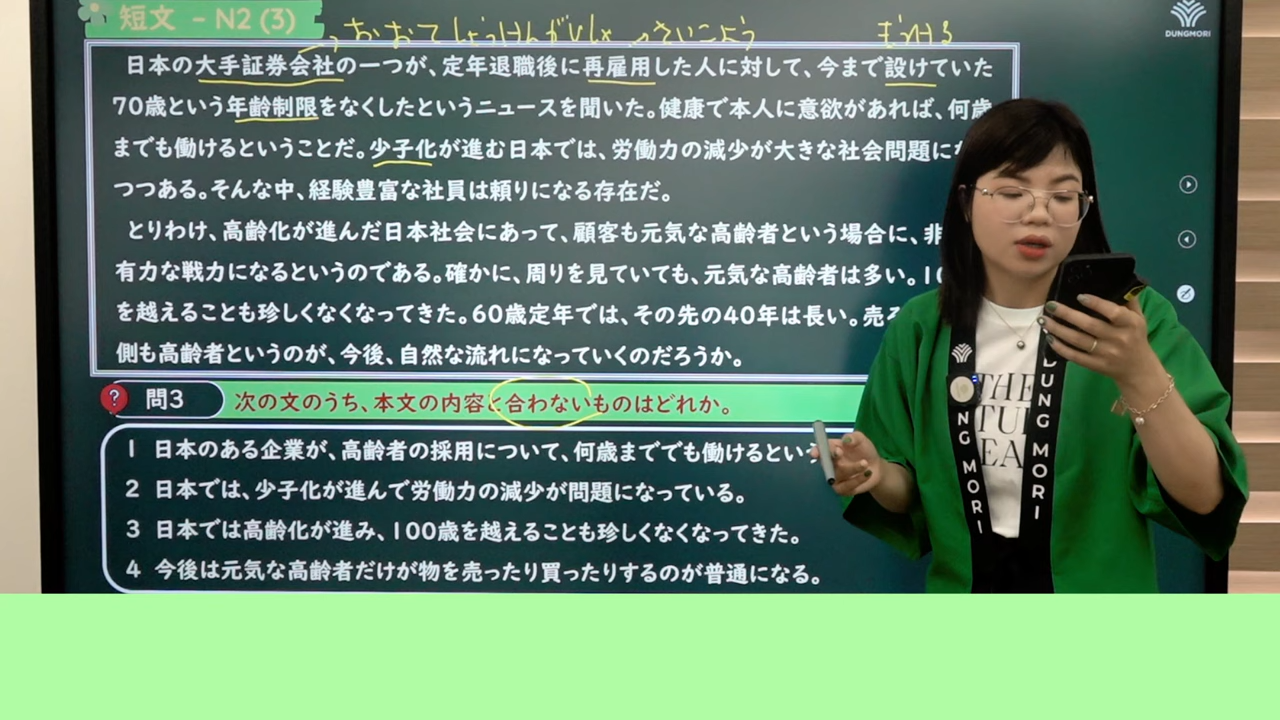 短文 - N2 (3)
おおてしょうけんがいしゃ さいこよう もうける
DUNGMORI
日本の大手証券会社の一つが、定年退職後に再雇用した人に対して、今まで設けていた
70歳という年齢制限をなくしたというニュースを聞いた。健康で本人に意欲があれば、何歳
までも働けるということだ。少子化が進む日本では、労働力の減少が大きな社会問題に
つつある。そんな中、経験豊富な社員は頼りになる存在だ。
とりわけ、高齢化が進んだ日本社会にあって、顧客も元気な高齢者という場合に、非
有力な戦力になるというのである。確かに、周りを見ていても、元気な高齢者は多い。10
を越えることも珍しくなくなってきた。60歳定年では、その先の40年は長い。売る
側も高齢者というのが、今後、自然な流れになっていくのだろうか。
? 問3 次の文のうち、本文の内容と合わないものはどれか。
1 日本のある企業が、高齢者の採用について、何歳まででも働けるという
2 日本では、少子化が進んで労働力の減少が問題になっている。
3 日本では高齢化が進み、100歳を越えることも珍しくなくなってきた。
4 今後は元気な高齢者だけが物を売ったり買ったりするのが普通になる。
THE
NG MORI
DUNG MORI